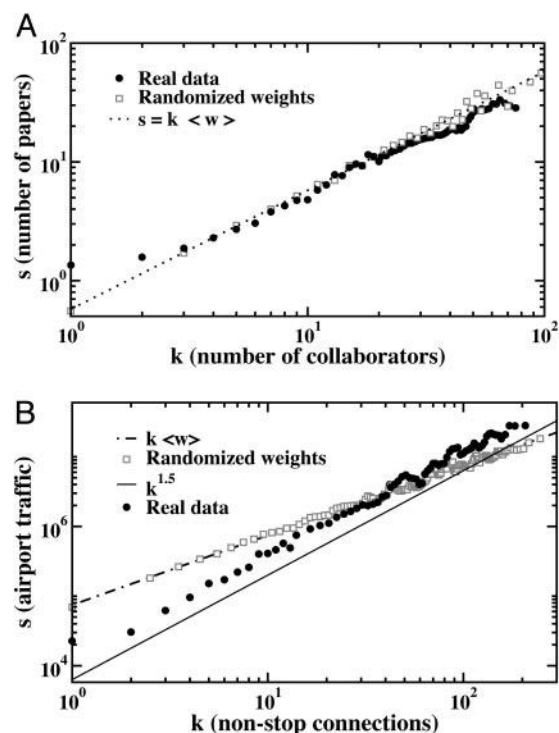 A
10^2
Real data
Randomized weights
s = k <w>
10^1
s (number of papers)
10^0
10^0 10^1 10^2
k (number of collaborators)
B
k <w>
Randomized weights
k^1.5
Real data
10^6
s (airport traffic)
10^4
10^0 10^1 10^2
k (non-stop connections)